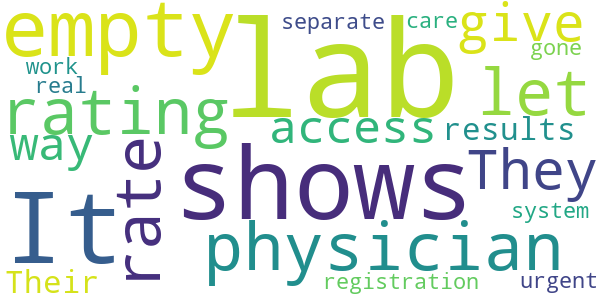 empty
lab
separate
care
give
gone
work
real
rating
let
way
access
results
rate
shows
They
It
physician
system
Their
registration
urgent